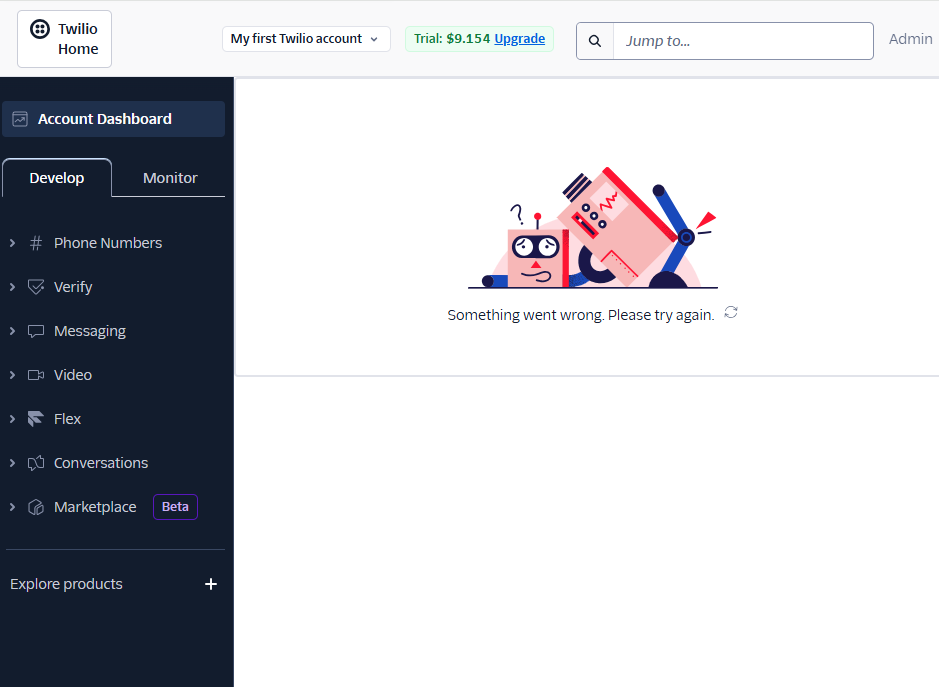 Twilio
Home
My first Twilio account
Trial: $9.154 Upgrade
Jump to...
Admin
Account Dashboard
Develop
Monitor
# Phone Numbers
Verify
Messaging
Video
Flex
Conversations
Marketplace Beta
Explore products +
?
Something went wrong. Please try again.